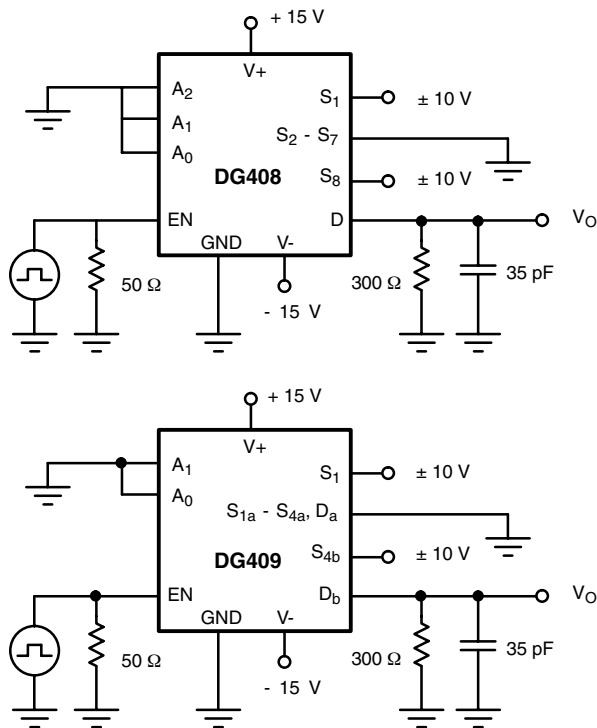 + 15 V
V+
A2
S1 ± 10 V
A1
S2 - S7
A0
DG408
S8 ± 10 V
EN
D
VO
GND V-
50 Ω
300 Ω
35 pF
- 15 V
+ 15 V
V+
A1
S1 ± 10 V
A0
S1a - S4a, Da
DG409
S4b ± 10 V
EN
Db
VO
GND V-
50 Ω
300 Ω
35 pF
- 15 V